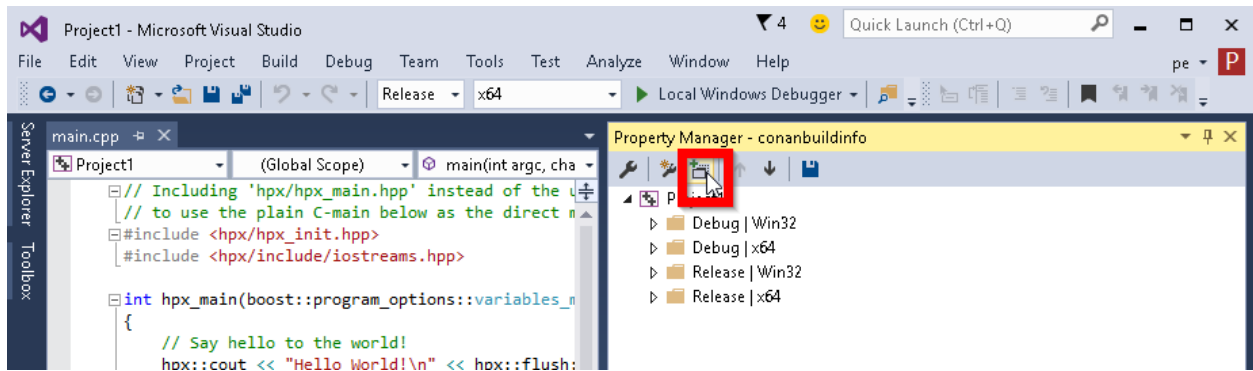 Project1 - Microsoft Visual Studio
4
Quick Launch (Ctrl+Q)
File Edit View Project Build Debug Team Tools Test Analyze Window Help
pe
P
Release x64 Local Windows Debugger
Server Explorer
Toolbox
main.cpp
Project1 (Global Scope) main(int argc, cha
// Including 'hpx/hpx_main.hpp' instead of the
// to use the plain C-main below as the direct
#include <hpx/hpx_init.hpp>
#include <hpx/include/iostreams.hpp>
int hpx_main(boost::program_options::variables_
{
// Say hello to the world!
hpx::cout << "Hello World!\n" << hpx::flush;
Property Manager - conanbuildinfo
Debug | Win32
Debug | x64
Release | Win32
Release | x64